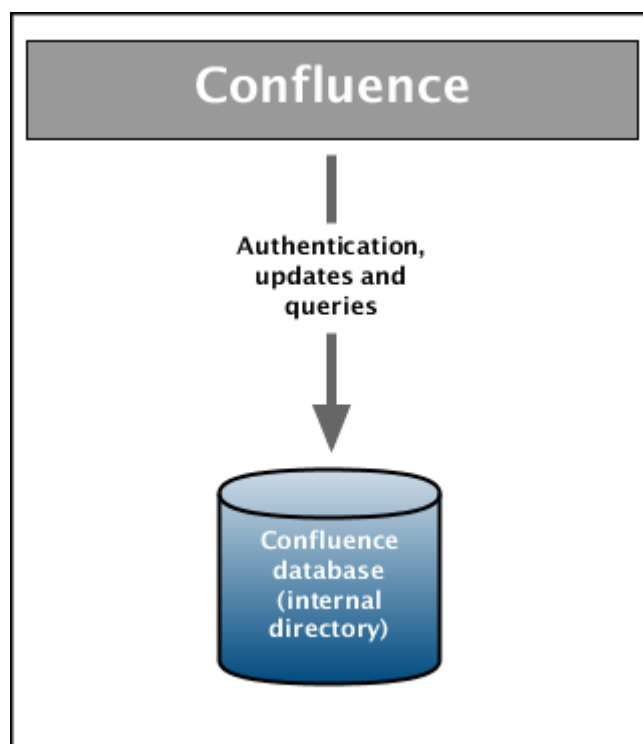 Confluence
Authentication,
updates and
queries
Confluence
database
(internal
directory)